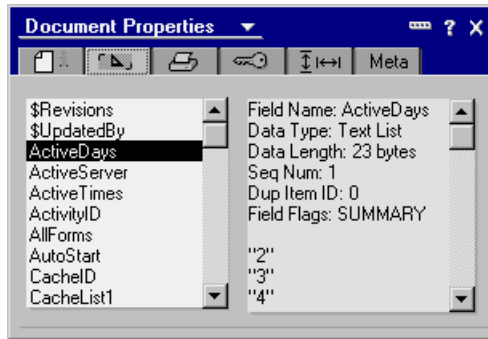 Document Properties
? X
Meta
$Revisions
$UpdatedBy
ActiveDays
ActiveServer
ActiveTimes
ActivityID
AllForms
AutoStart
CacheID
CacheList1
Field Name: ActiveDays
Data Type: Text List
Data Length: 23 bytes
Seq Num: 1
Dup Item ID: 0
Field Flags: SUMMARY
"2"
"3"
"4"